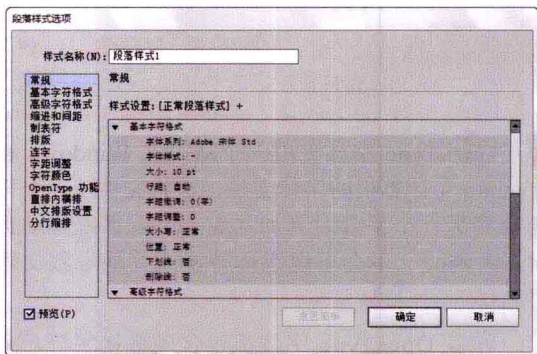 段落样式选项
样式名称(N): 段落样式1
常规
基本字符格式
高级字符格式
缩进和间距
制表符
排版
连字
字距调整
字符颜色
OpenType 功能
直排内横排
中文排版设置
分行缩排
常规
样式设置: [正常段落样式] +
基本字符格式
字体系列: Adobe 宋体 Std
字体样式: -
大小: 10 pt
行距: 自动
字距微调: 0(零)
字距调整: 0
大小写: 正常
位置: 正常
下划线: 否
删除线: 否
高级字符格式
预览(P)
确定
取消